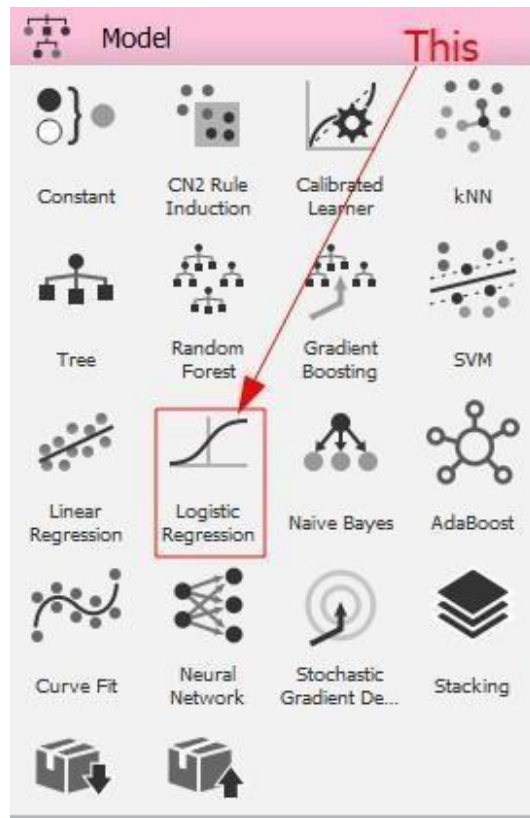 Model
This
Constant
CN2 Rule
Induction
Calibrated
Learner
kNN
Tree
Random
Forest
Gradient
Boosting
SVM
Linear
Regression
Logistic
Regression
Naive Bayes
AdaBoost
Curve Fit
Neural
Network
Stochastic
Gradient De...
Stacking